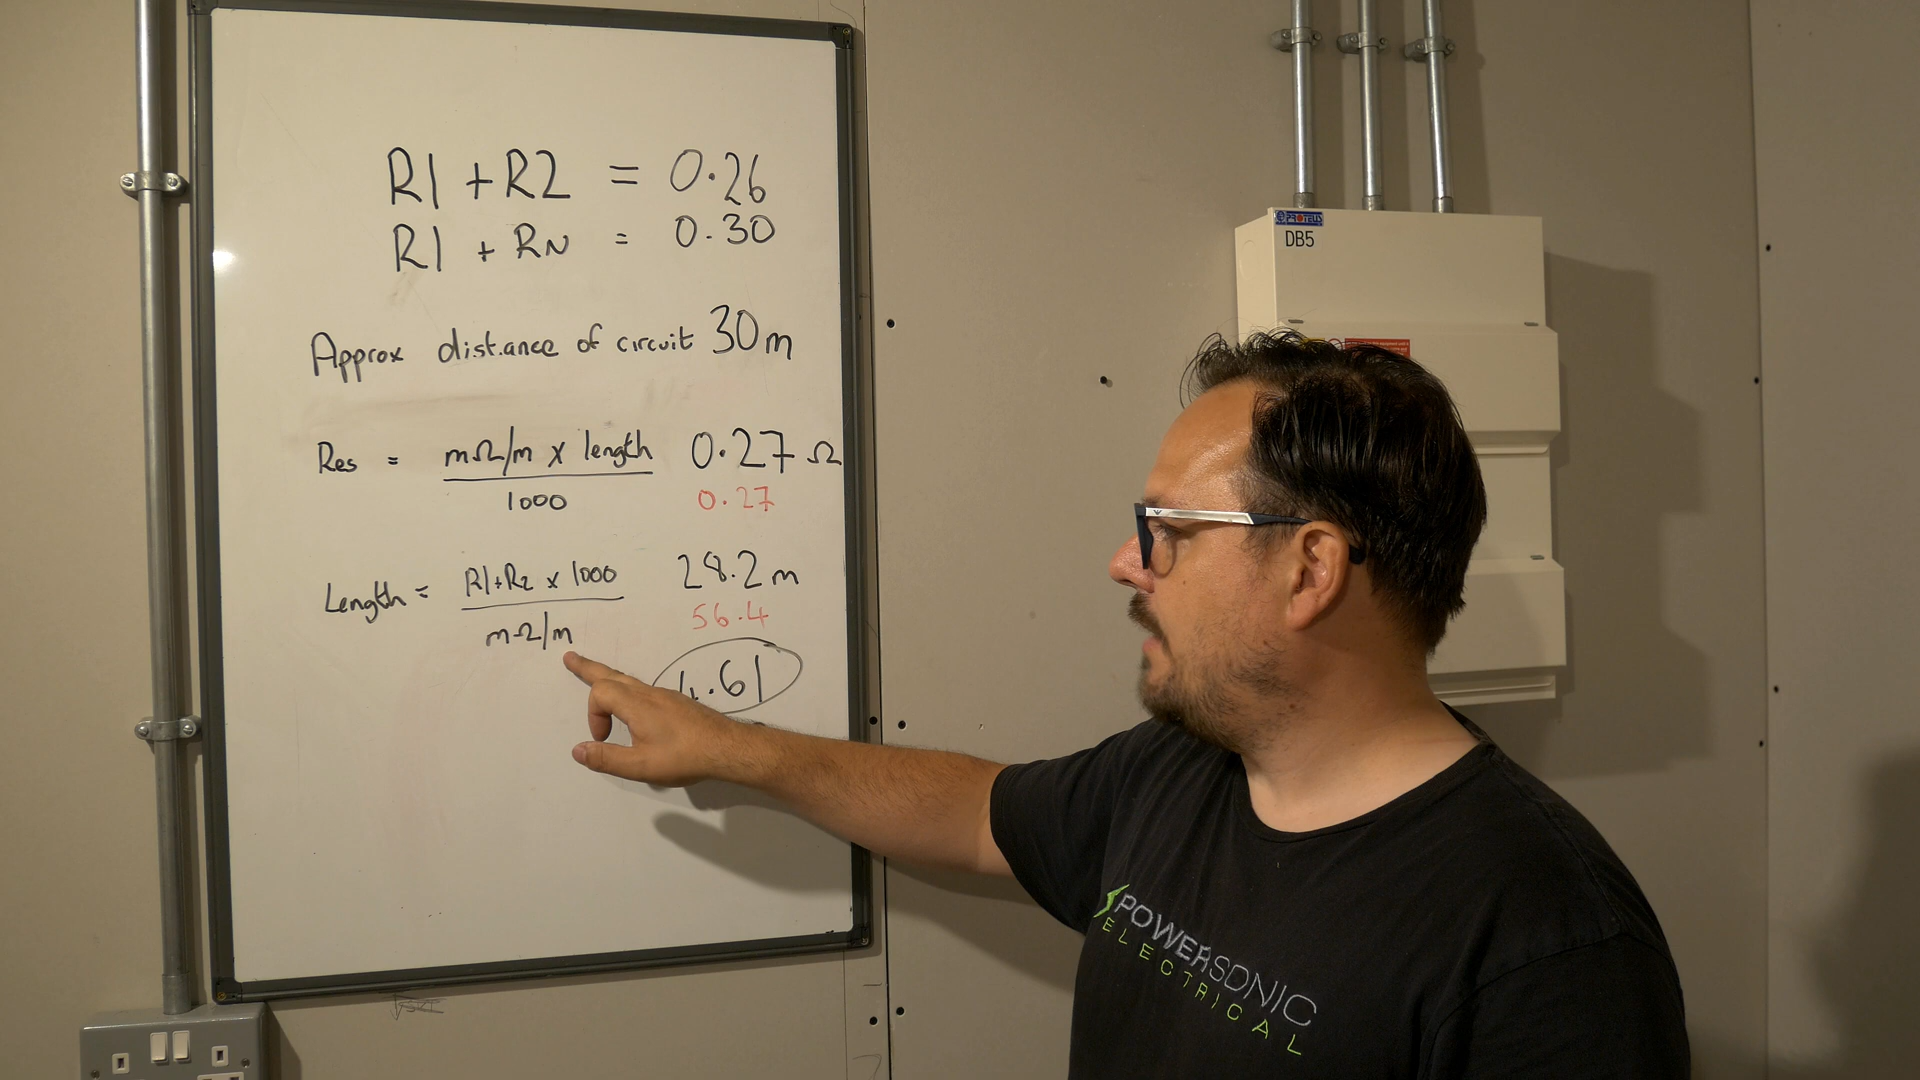 R1 + R2 = 0.26
R1 + RN = 0.30
Approx distance of circuit 30m
Res = mΩ/m x length 0.27 Ω
1000
0.27
Length = R1+R2 x 1000 28.2 m
mΩ/m
56.4
4.61
PROTEUS
DB5
POWERSONIC
ELECTRICAL